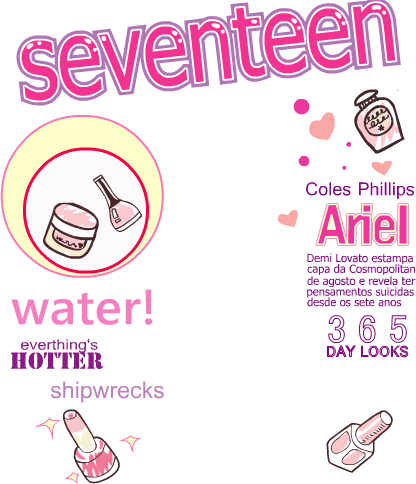 seventeen
Coles Phillips
Ariel
Demi Lovato estampa
capa da Cosmopolitan
de agosto e revela ter
pensamentos suicidas
desde os sete anos
3 6 5
DAY LOOKS
water!
everthing's
HOTTER
shipwrecks